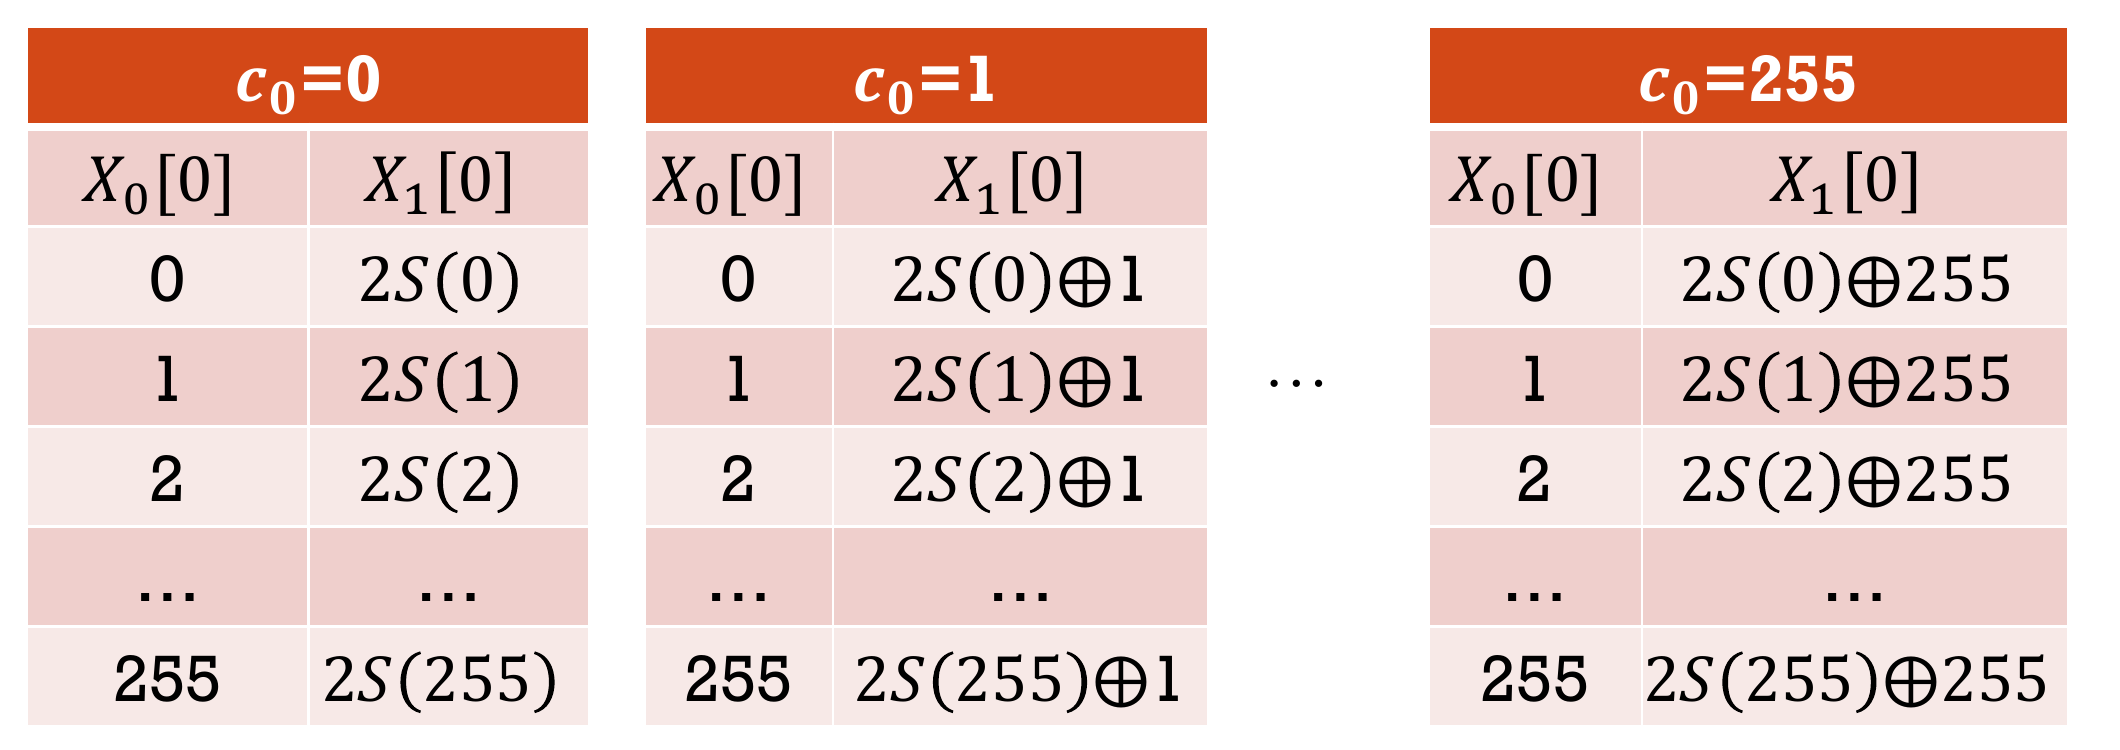 c₀=0 c₀=1 c₀=255
X₀[0] X₁[0] X₀[0] X₁[0] X₀[0] X₁[0]
0 2S(0) 0 2S(0)⊕1 0 2S(0)⊕255
1 2S(1) 1 2S(1)⊕1 ⋯ 1 2S(1)⊕255
2 2S(2) 2 2S(2)⊕1 2 2S(2)⊕255
... ... ... ... ... ...
255 2S(255) 255 2S(255)⊕1 255 2S(255)⊕255